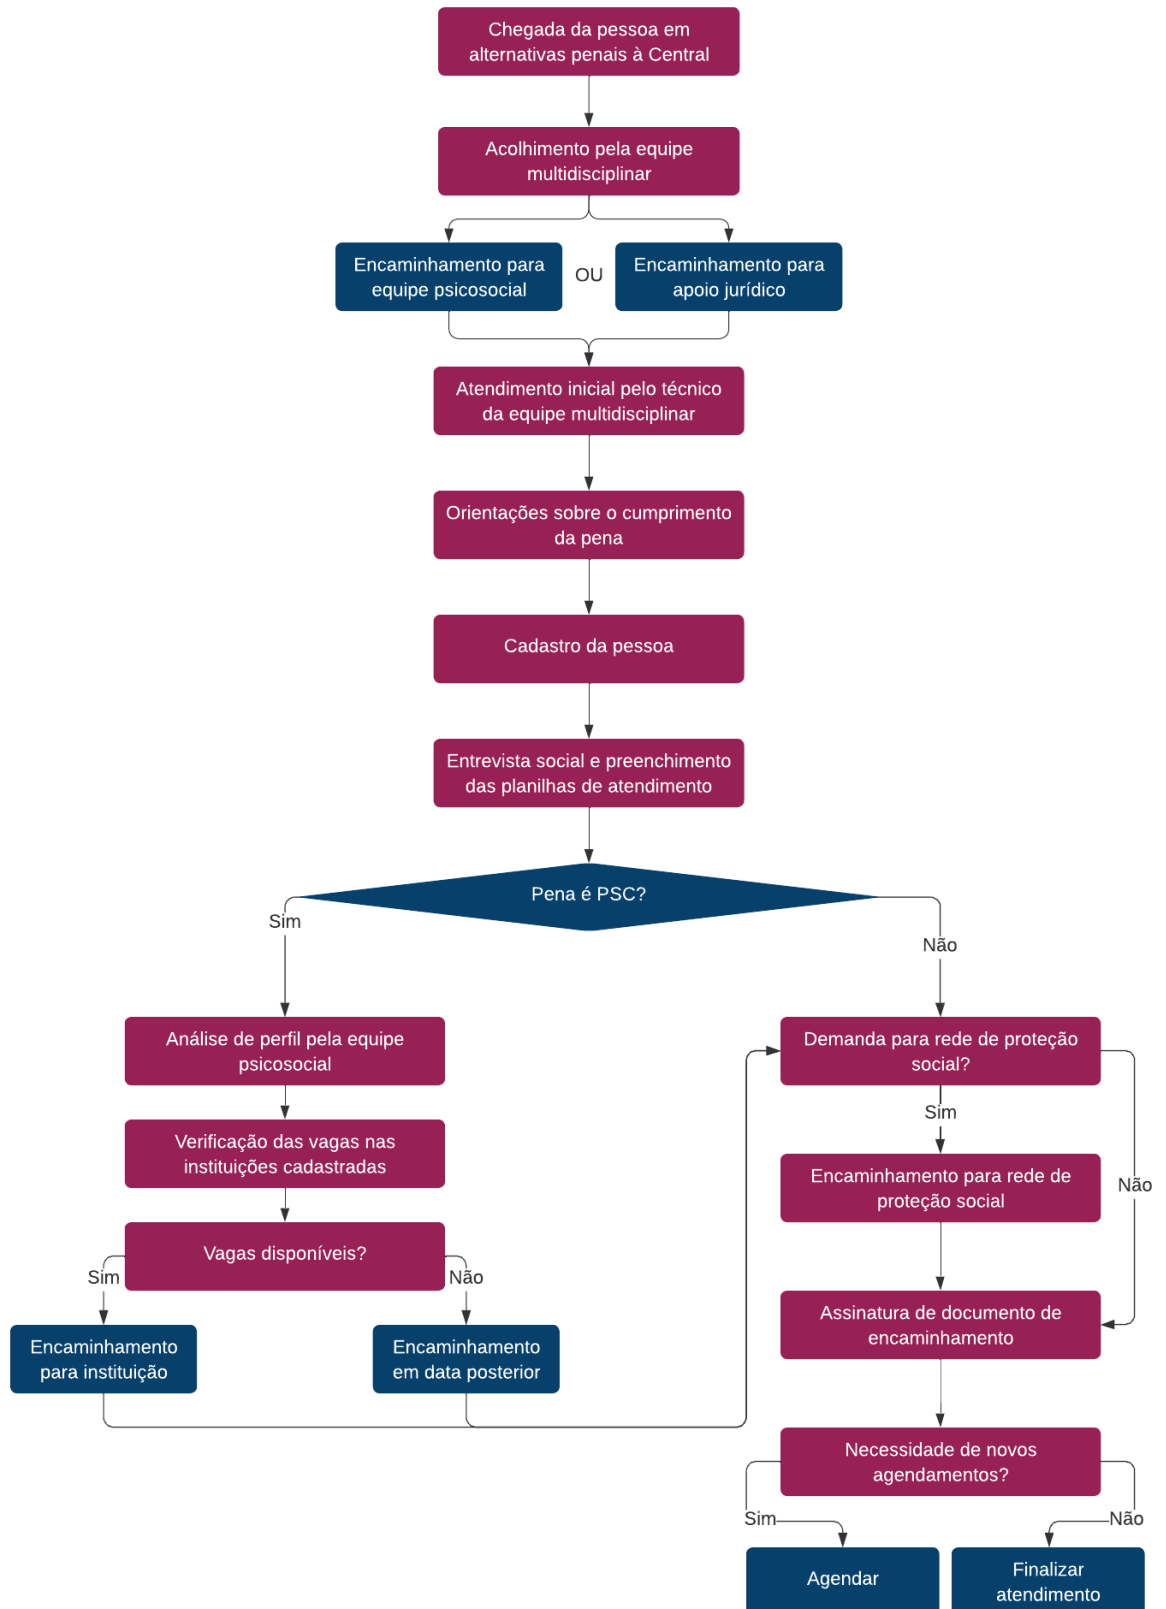 Chegada da pessoa em
alternativas penais à Central
Acolhimento pela equipe
multidisciplinar
Encaminhamento para
equipe psicosocial
OU
Encaminhamento para
apoio jurídico
Atendimento inicial pelo técnico
da equipe multidisciplinar
Orientações sobre o cumprimento
da pena
Cadastro da pessoa
Entrevista social e preenchimento
das planilhas de atendimento
Pena é PSC?
Sim
Não
Análise de perfil pela equipe
psicosocial
Verificação das vagas nas
instituições cadastradas
Vagas disponíveis?
Sim
Não
Encaminhamento
para instituição
Encaminhamento
em data posterior
Demanda para rede de proteção
social?
Sim
Não
Encaminhamento para rede de
proteção social
Assinatura de documento de
encaminhamento
Necessidade de novos
agendamentos?
Sim
Não
Agendar
Finalizar
atendimento